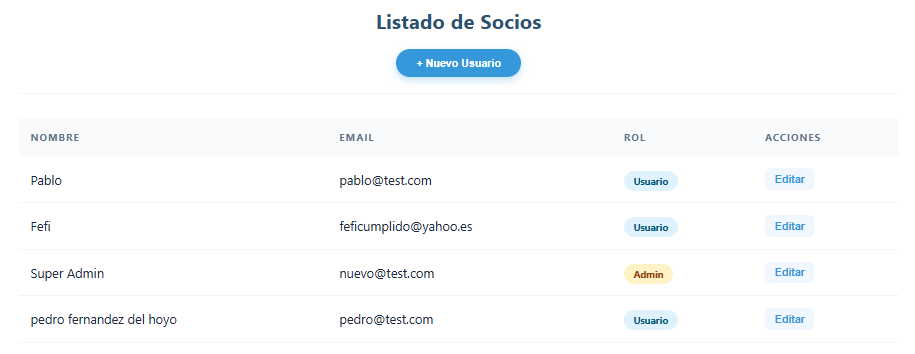 Listado de Socios
+ Nuevo Usuario
NOMBRE EMAIL ROL ACCIONES
Pablo pablo@test.com Usuario Editar
Fefi feficumplido@yahoo.es Usuario Editar
Super Admin nuevo@test.com Admin Editar
pedro fernandez del hoyo pedro@test.com Usuario Editar